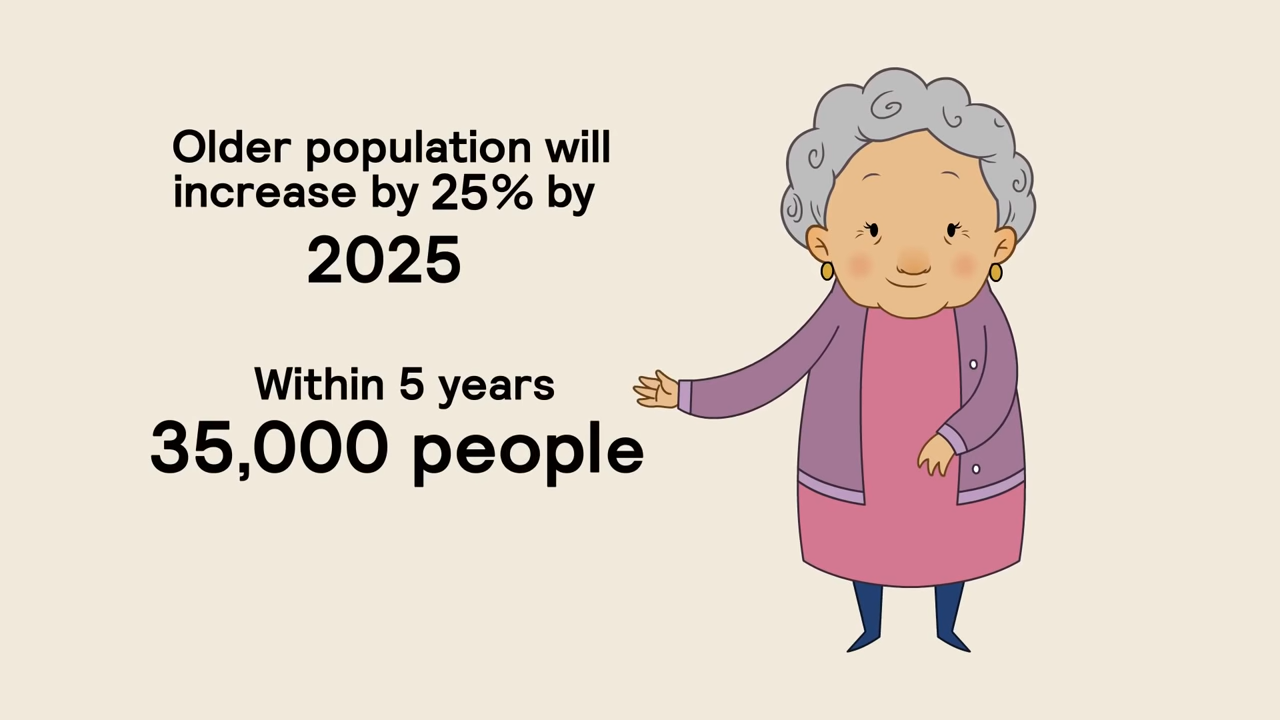 Older population will
increase by 25% by
2025
Within 5 years
35,000 people